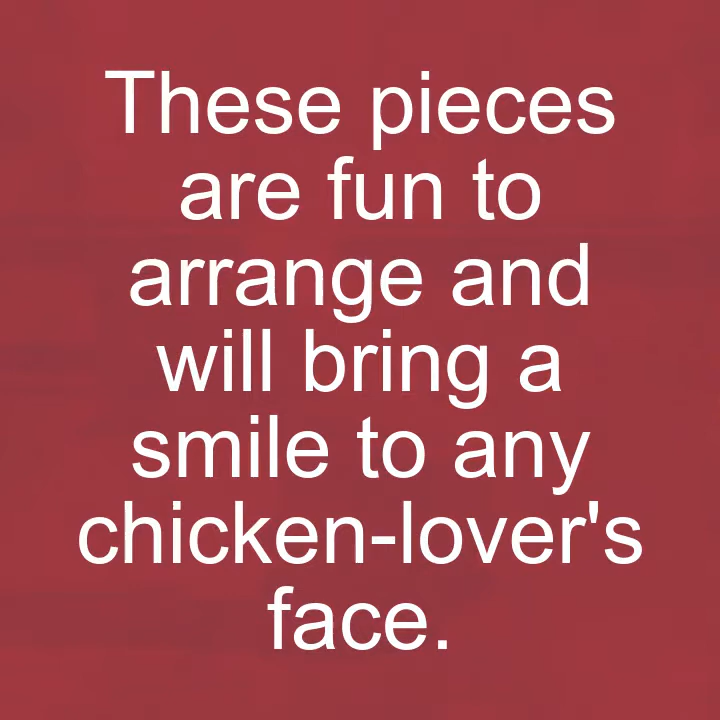 These pieces
are fun to
arrange and
will bring a
smile to any
chicken-lover's
face.